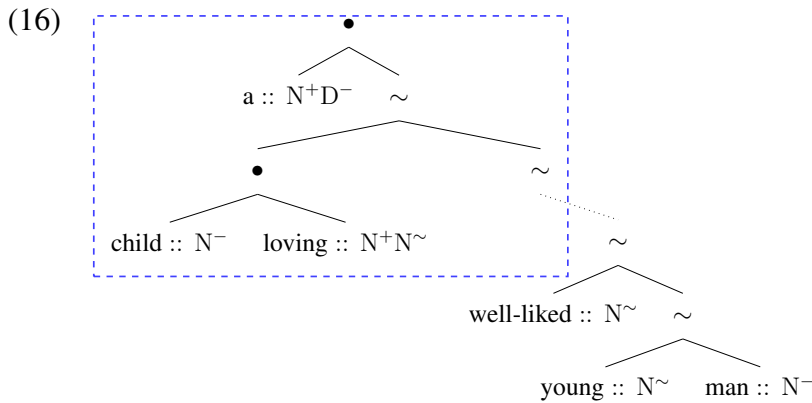 (16)
•
a :: N⁺D⁻ ∼
• ∼
child :: N⁻ loving :: N⁺N∼ ∼
well-liked :: N∼ ∼
young :: N∼ man :: N⁻